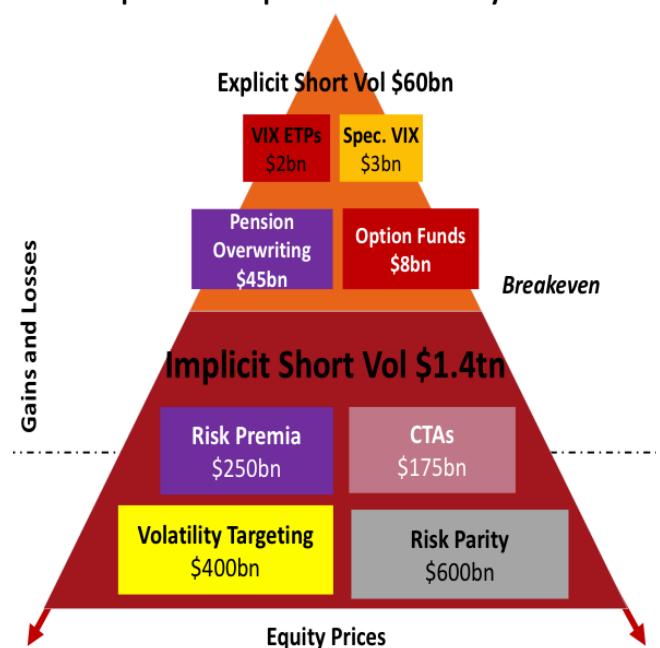 Explicit Short Vol $60bn
VIX ETPs
$2bn
Spec. VIX
$3bn
Pension
Overwriting
$45bn
Option Funds
$8bn
Breakeven
Gains and Losses
Implicit Short Vol $1.4tn
Risk Premia
$250bn
CTAs
$175bn
Volatility Targeting
$400bn
Risk Parity
$600bn
Equity Prices